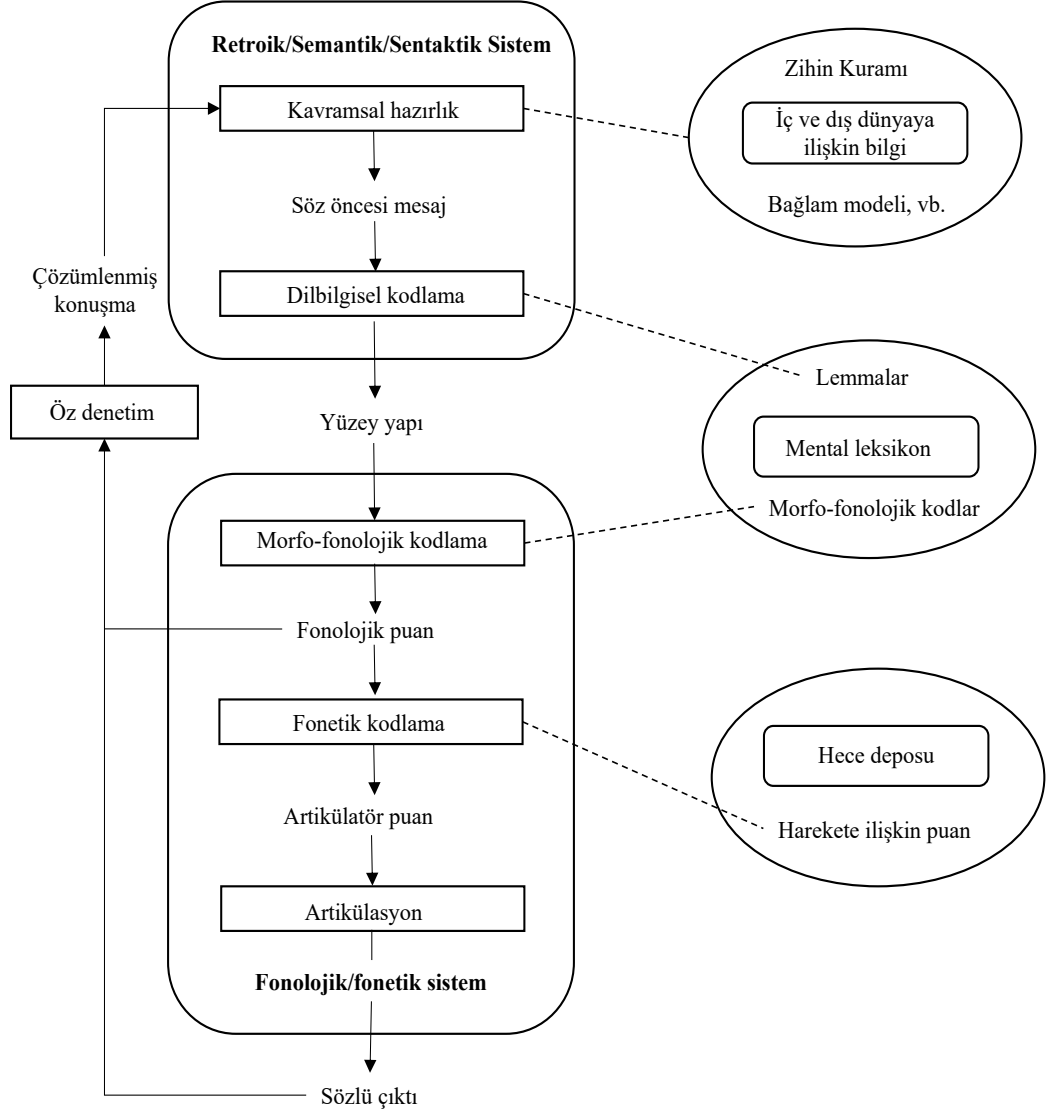 Retroik/Semantik/Sentaktik Sistem
Kavramsal hazırlık
Söz öncesi mesaj
Dilbilgisel kodlama
Zihin Kuramı
İç ve dış dünyaya
ilişkin bilgi
Bağlam modeli, vb.
Çözümlenmiş
konuşma
Öz denetim
Yüzey yapı
Lemmalar
Mental leksikon
Morfo-fonolojik kodlar
Morfo-fonolojik kodlama
Fonolojik puan
Fonetik kodlama
Artikülatör puan
Artikülasyon
Fonolojik/fonetik sistem
Hece deposu
Harekete ilişkin puan
Sözlü çıktı